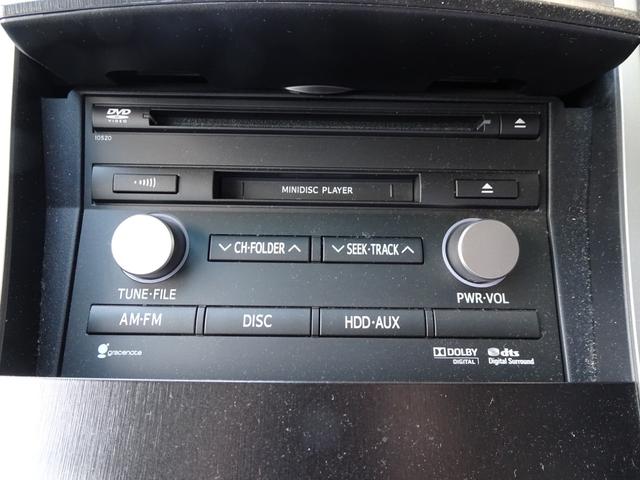 DVD
VIDEO
10520
MINIDISC PLAYER
CH·FOLDER
SEEK·TRACK
TUNE·FILE
PWR·VOL
AM·FM
DISC
HDD·AUX
gracenote
DOLBY
DIGITAL
dts
Digital Surround